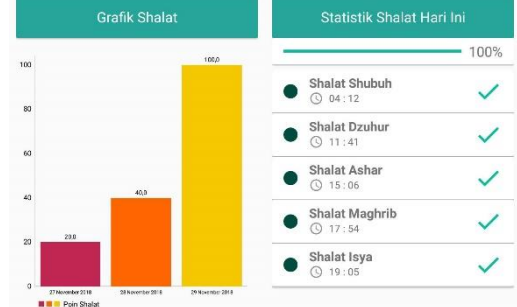 Grafik Shalat
100
80
60
40
20
0
20,0
40,0
100,0
27 November 2018
28 November 2018
29 November 2018
Poin Shalat
Statistik Shalat Hari Ini
100%
Shalat Shubuh
04 : 12
Shalat Dzuhur
11 : 41
Shalat Ashar
15 : 06
Shalat Maghrib
17 : 54
Shalat Isya
19 : 05